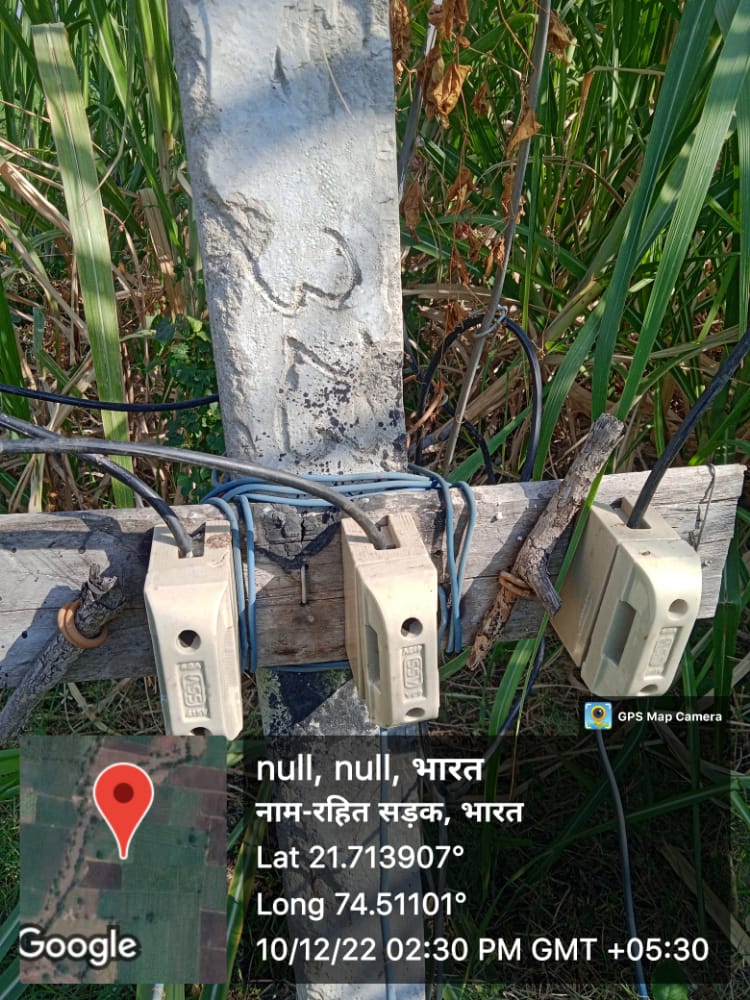 GPS Map Camera
null, null, भारत
नाम-रहित सड़क, भारत
Lat 21.713907°
Long 74.51101°
10/12/22 02:30 PM GMT +05:30
Google